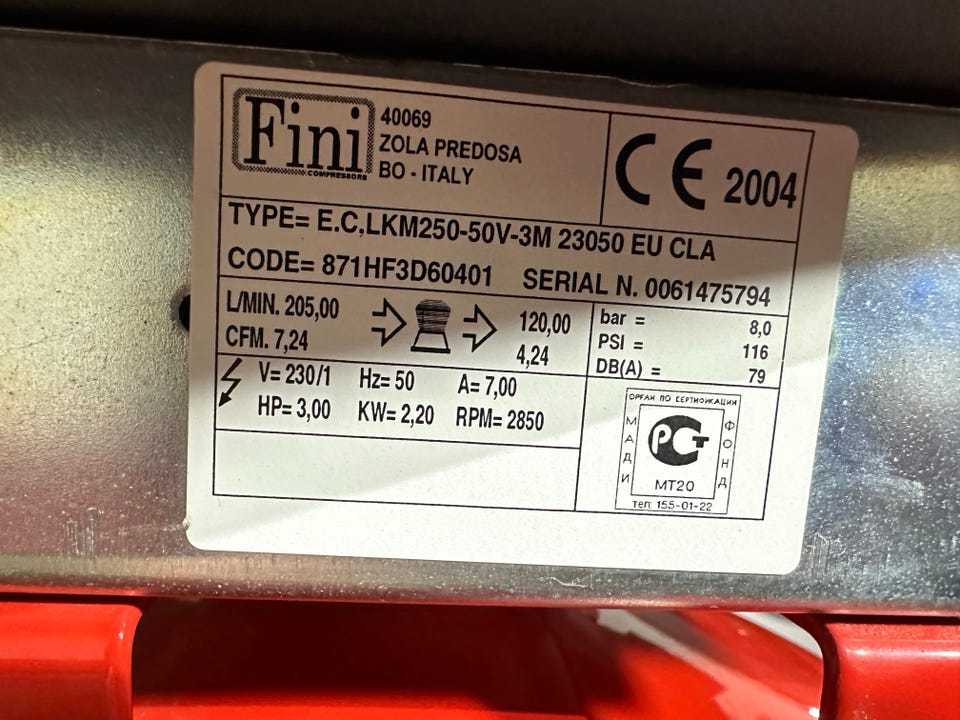 Fini
COMPRESSORS
40069
ZOLA PREDOSA
BO - ITALY
CE 2004
TYPE= E.C,LKM250-50V-3M 23050 EU CLA
CODE= 871HF3D60401 SERIAL N. 0061475794
L/MIN. 205,00 120,00
CFM. 7,24 4,24
bar = 8,0
PSI = 116
DB(A) = 79
V= 230/1 Hz= 50 A= 7,00
HP= 3,00 KW= 2,20 RPM= 2850
ОРГАН ПО СЕРТИФИКАЦИИ
МАДИ
РСТ
ФОНД
МТ20
тел: 155-01-22